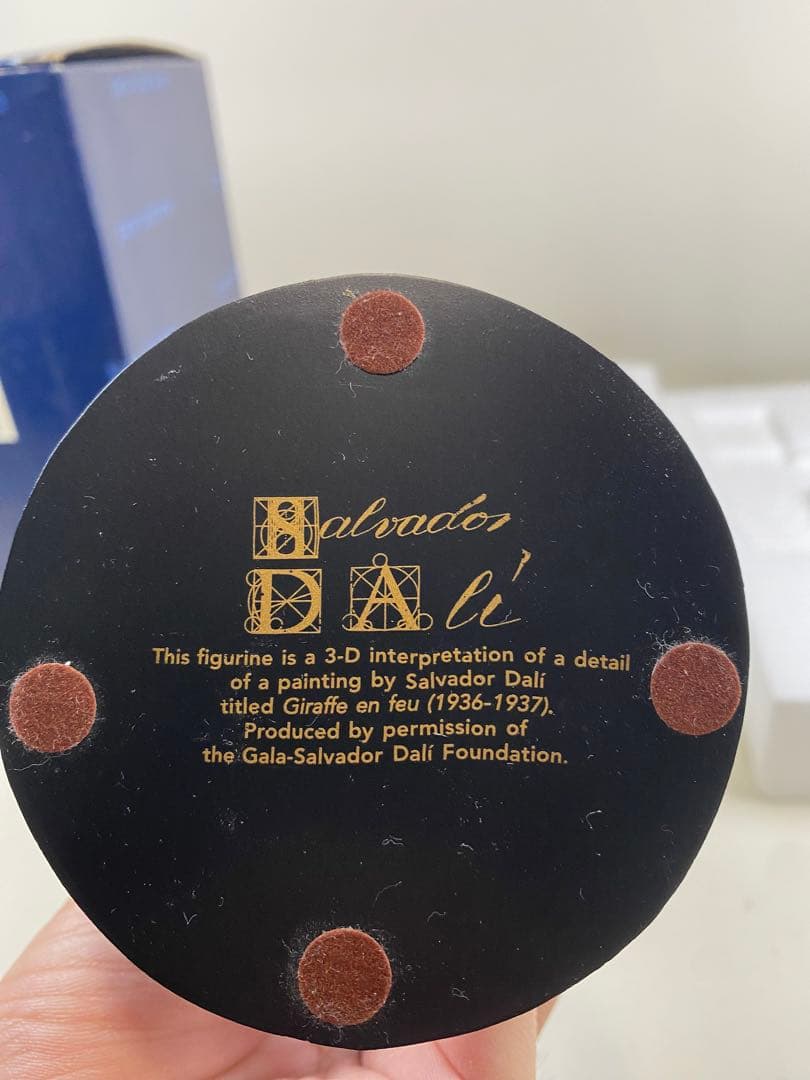 Salvador
DAlí
This figurine is a 3-D interpretation of a detail
of a painting by Salvador Dalí
titled Giraffe en feu (1936-1937).
Produced by permission of
the Gala-Salvador Dalí Foundation.